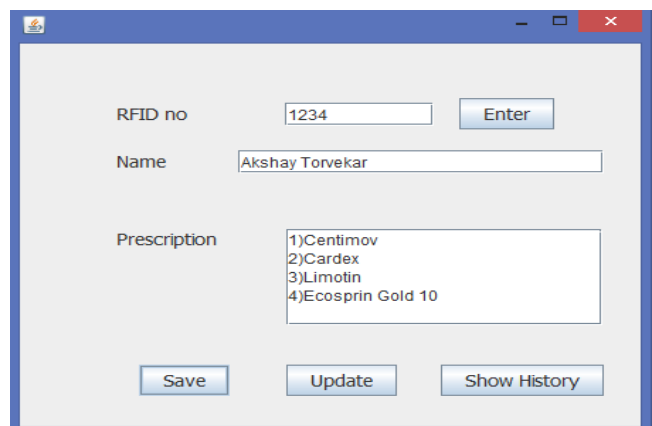 RFID no 1234 Enter
Name Akshay Torvekar
Prescription 1)Centimov
2)Cardex
3)Limotin
4)Ecosprin Gold 10
Save Update Show History